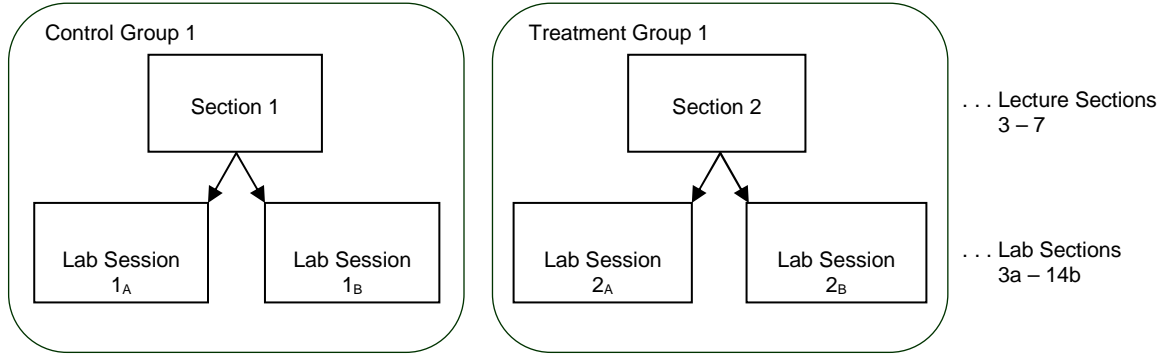 Control Group 1
Section 1
Lab Session
1A
Lab Session
1B
Treatment Group 1
Section 2
Lab Session
2A
Lab Session
2B
. . . Lecture Sections
3 – 7
. . . Lab Sections
3a – 14b